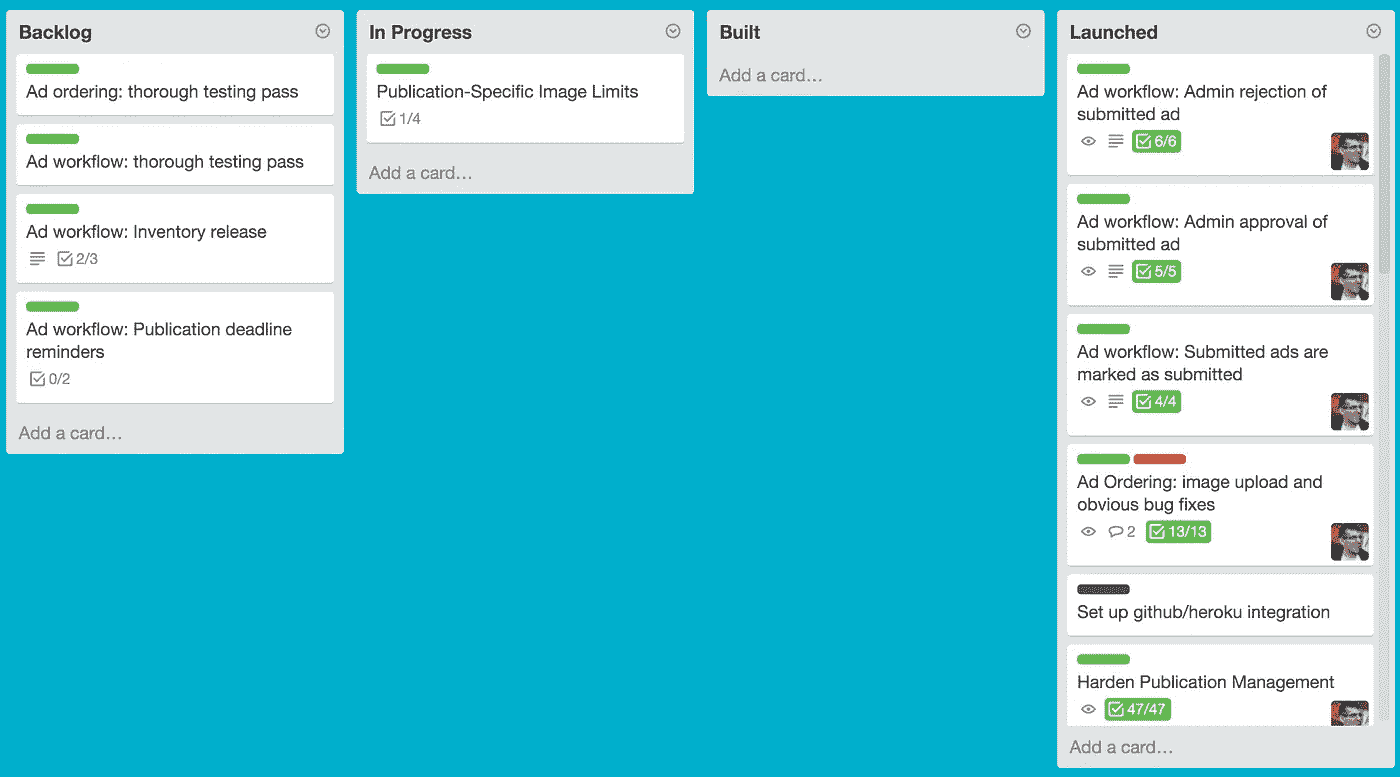 Backlog
Ad ordering: thorough testing pass
Ad workflow: thorough testing pass
Ad workflow: Inventory release
2/3
Ad workflow: Publication deadline
reminders
0/2
Add a card…
In Progress
Publication-Specific Image Limits
1/4
Add a card…
Built
Add a card…
Launched
Ad workflow: Admin rejection of
submitted ad
6/6
Ad workflow: Admin approval of
submitted ad
5/5
Ad workflow: Submitted ads are
marked as submitted
4/4
Ad Ordering: image upload and
obvious bug fixes
2 13/13
Set up github/heroku integration
Harden Publication Management
47/47
Add a card…